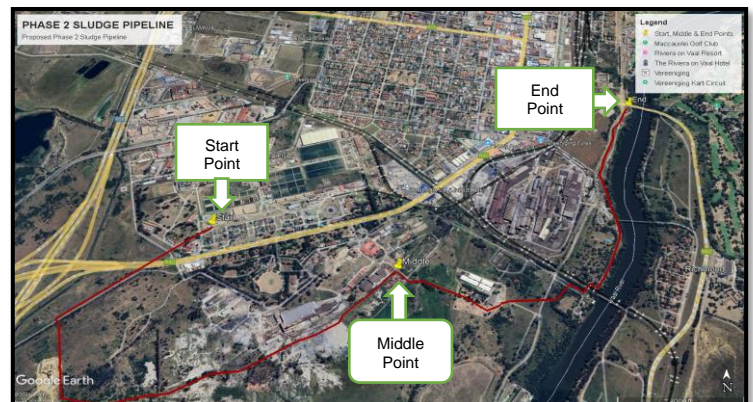 PHASE 2 SLUDGE PIPELINE
Proposed Phase 2 Sludge Pipeline
Legend
Start, Middle & End Points
Maccauvlei Golf Club
Riviera on Vaal Resort
The Riviera on Vaal Hotel
Vereeniging
Vereeniging Kart Circuit
End
Point
End
Start
Point
Start
Middle
Middle
Point
Vaal River
Google Earth
N